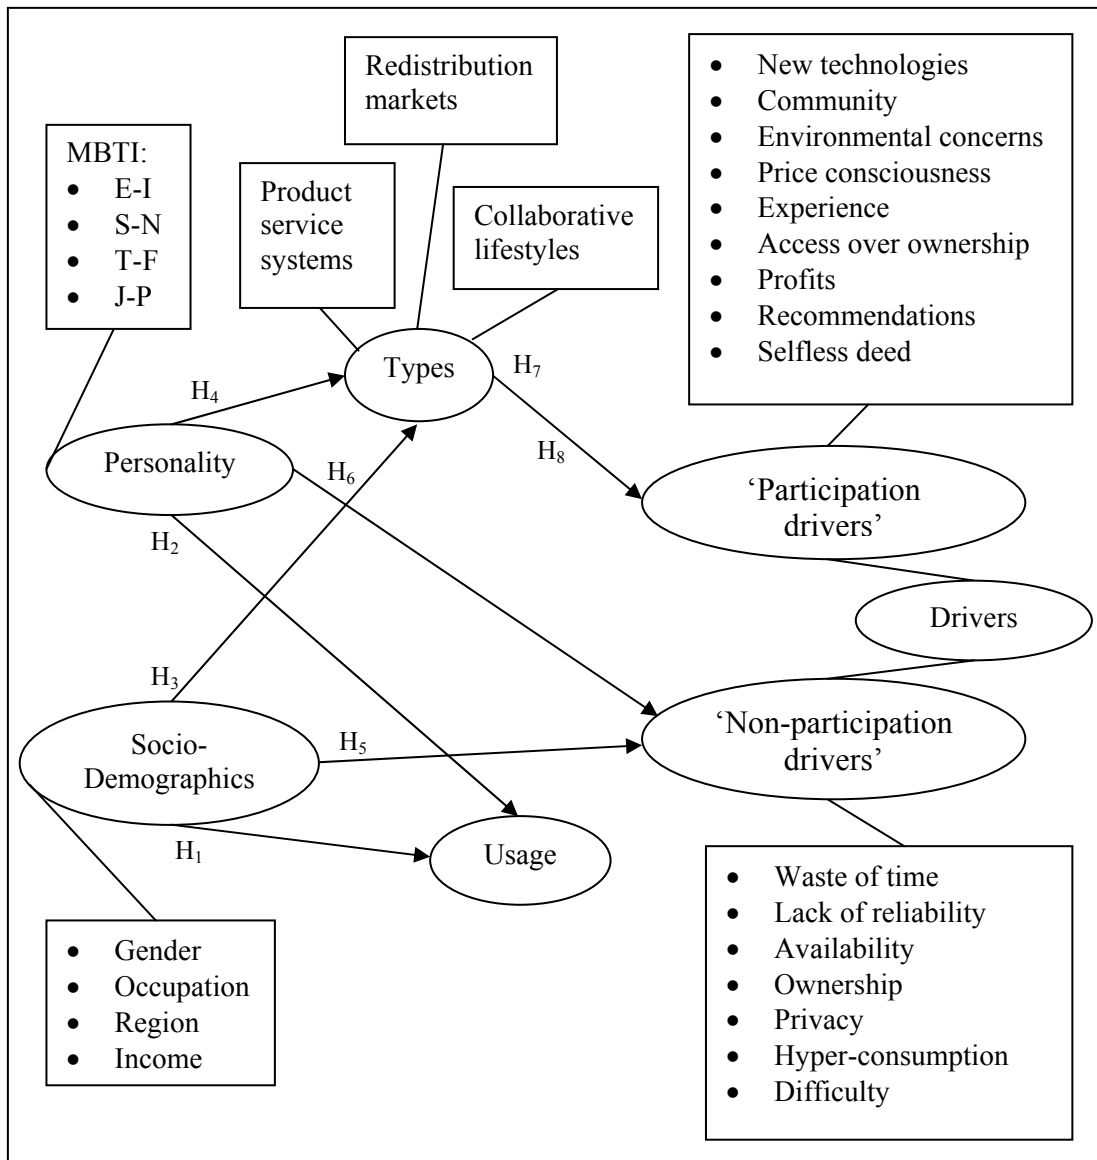 Redistribution
markets
MBTI:
• E-I
• S-N
• T-F
• J-P
Product
service
systems
Collaborative
lifestyles
• New technologies
• Community
• Environmental concerns
• Price consciousness
• Experience
• Access over ownership
• Profits
• Recommendations
• Selfless deed
Types
H7
H4
H8
Personality
H6
H2
‘Participation
drivers’
Drivers
H3
Socio-
Demographics
H5
‘Non-participation
drivers’
H1
Usage
• Gender
• Occupation
• Region
• Income
• Waste of time
• Lack of reliability
• Availability
• Ownership
• Privacy
• Hyper-consumption
• Difficulty